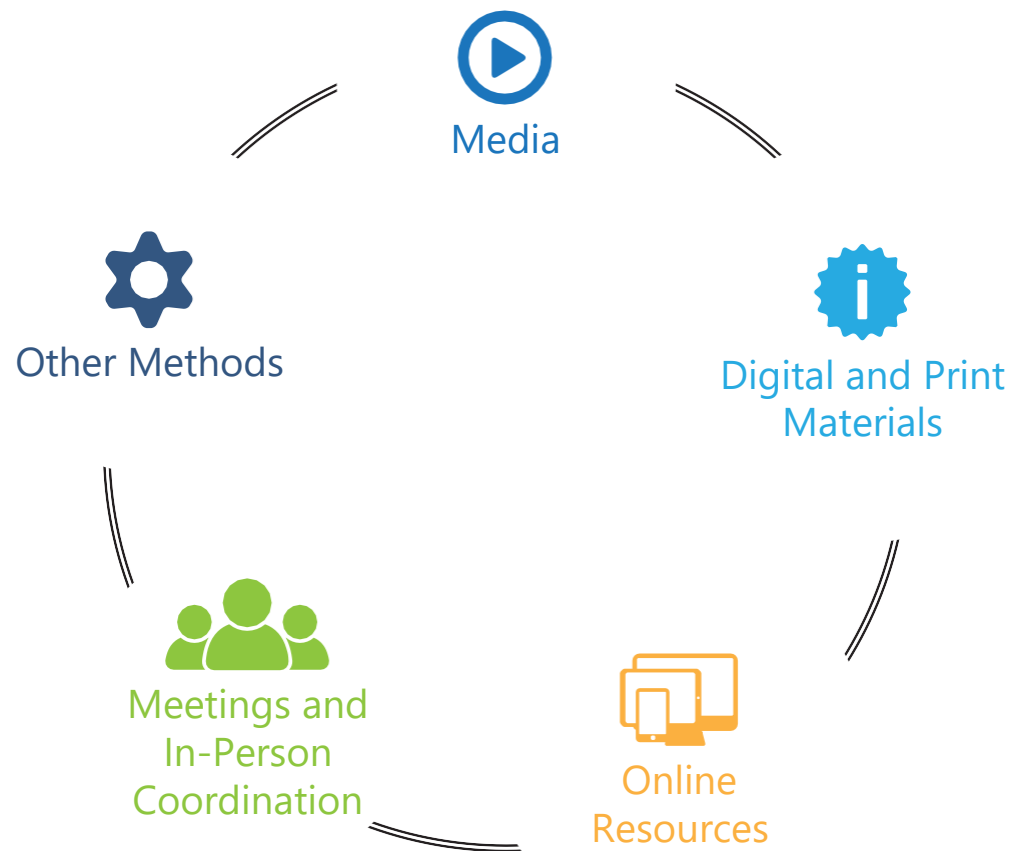 Media
Other Methods
Digital and Print
Materials
Meetings and
In-Person
Coordination
Online
Resources